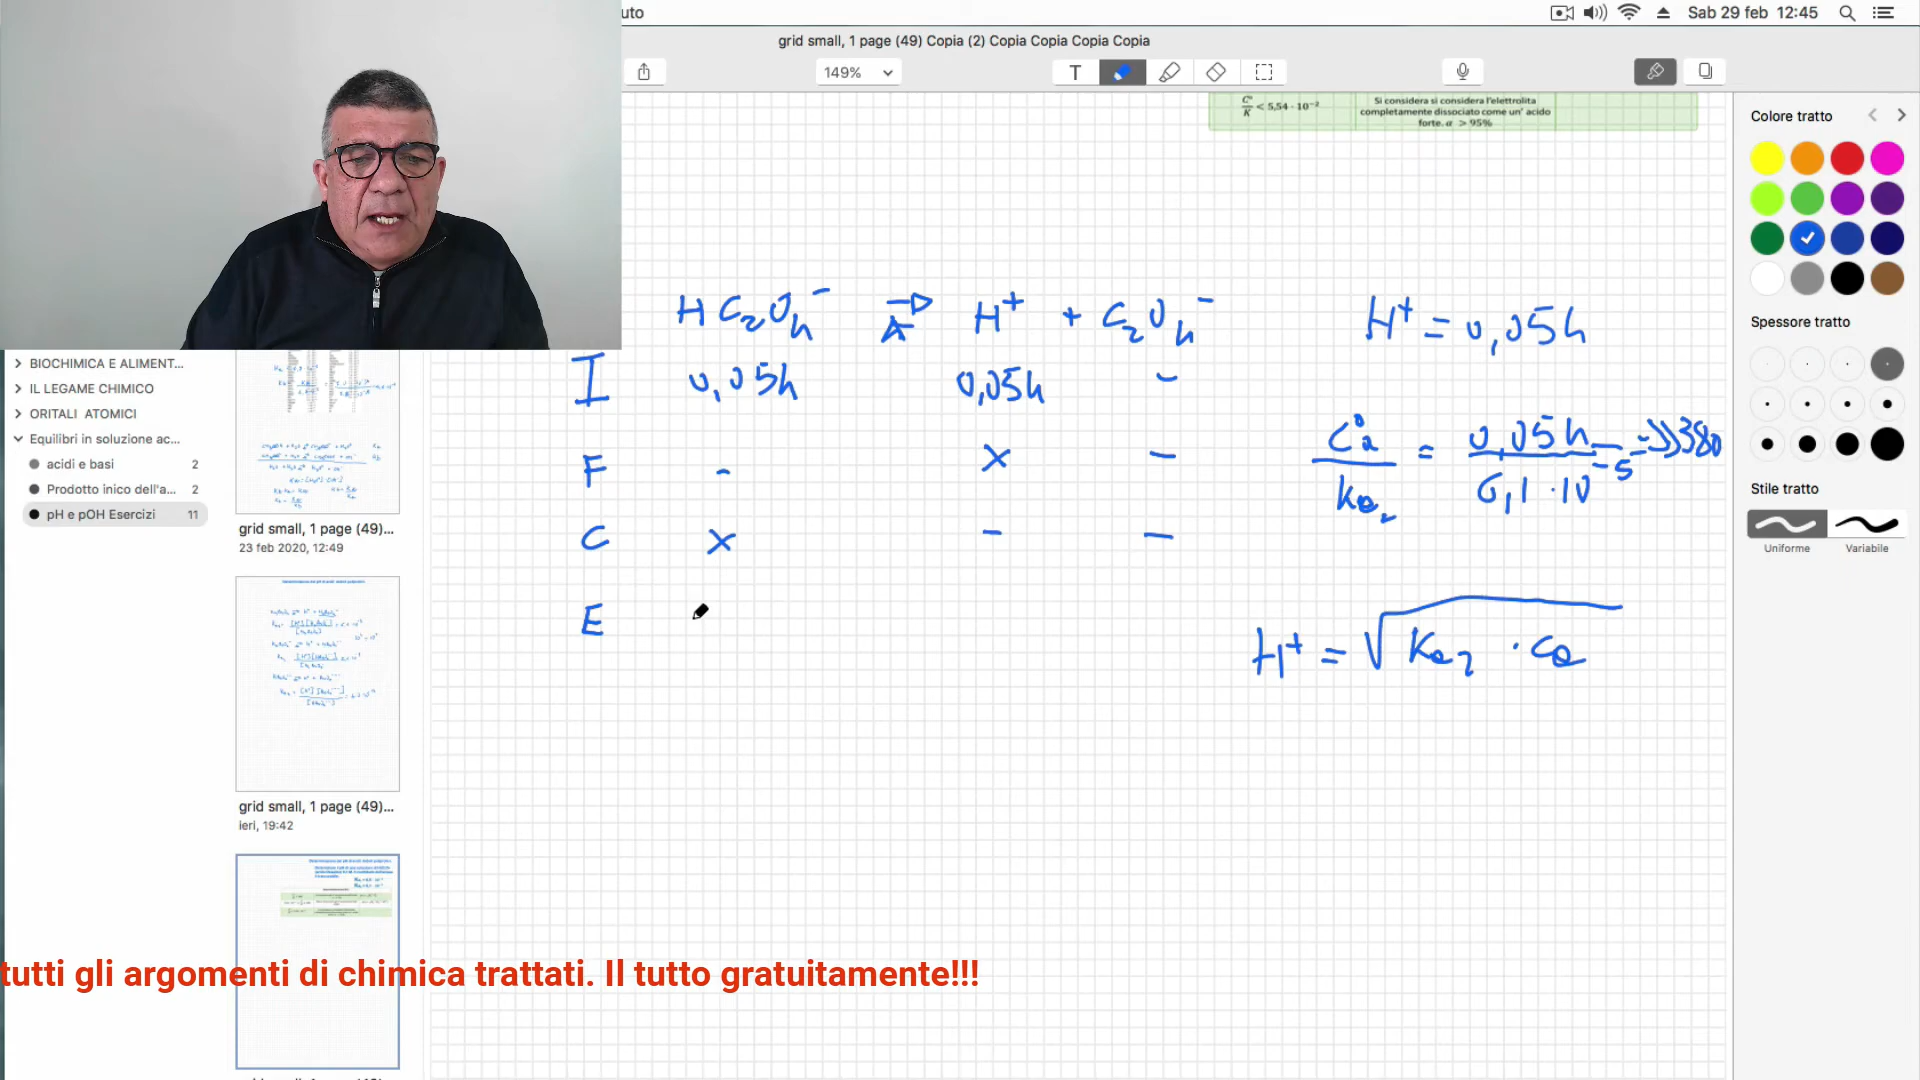 uto
Sab 29 feb 12:45
grid small, 1 page (49) Copia (2) Copia Copia Copia Copia
149%
T
C°/K < 5,54 · 10⁻²
Si considera si considera l'elettrolita
completamente dissociato come un' acido
forte. α > 95%
Colore tratto
Spessore tratto
Stile tratto
Uniforme
Variabile
BIOCHIMICA E ALIMENT...
IL LEGAME CHIMICO
ORITALI ATOMICI
Equilibri in soluzione ac...
acidi e basi 2
Prodotto inico dell'a... 2
pH e pOH Esercizi 11
grid small, 1 page (49)...
23 feb 2020, 12:49
grid small, 1 page (49)...
ieri, 19:42
HC₂O₄⁻ ⇌ H⁺ + C₂O₄⁻
I 0,054 0,054 -
F - x -
C x - -
E
H⁺ = 0,054
C°a/Ka₂ = 0,054/6,1 · 10⁻⁵ = >>380
H⁺ = √Ka₂ · Ca
tutti gli argomenti di chimica trattati. Il tutto gratuitamente!!!